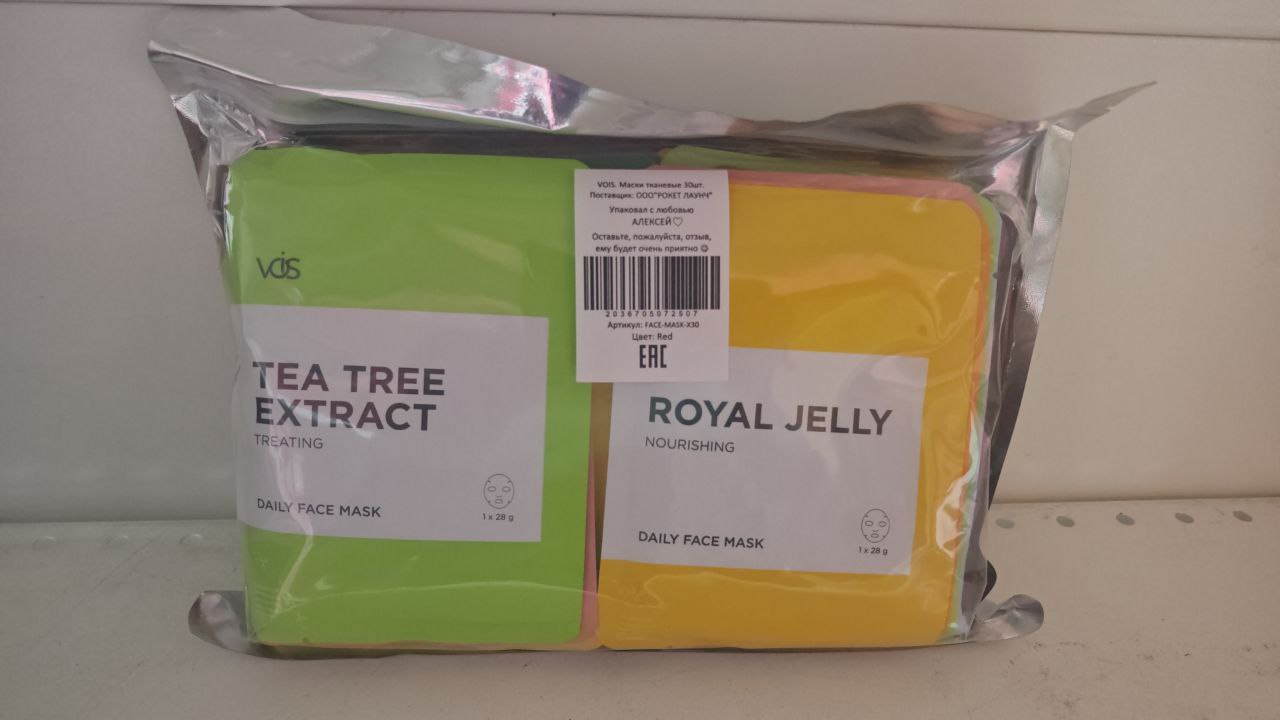 VOIS
TEA TREE
EXTRACT
TREATING
DAILY FACE MASK
1 x 28 g
VOIS. Маски тканевые 30шт.
Поставщик: ООО"РОКЕТ ЛАУНЧ"
Упаковал с любовью
АЛЕКСЕЙ♡
Оставьте, пожалуйста, отзыв,
ему будет очень приятно ☺
2036705072507
Артикул: FACE-MASK-X30
Цвет: Red
EAC
ROYAL JELLY
NOURISHING
DAILY FACE MASK
1 x 28 g